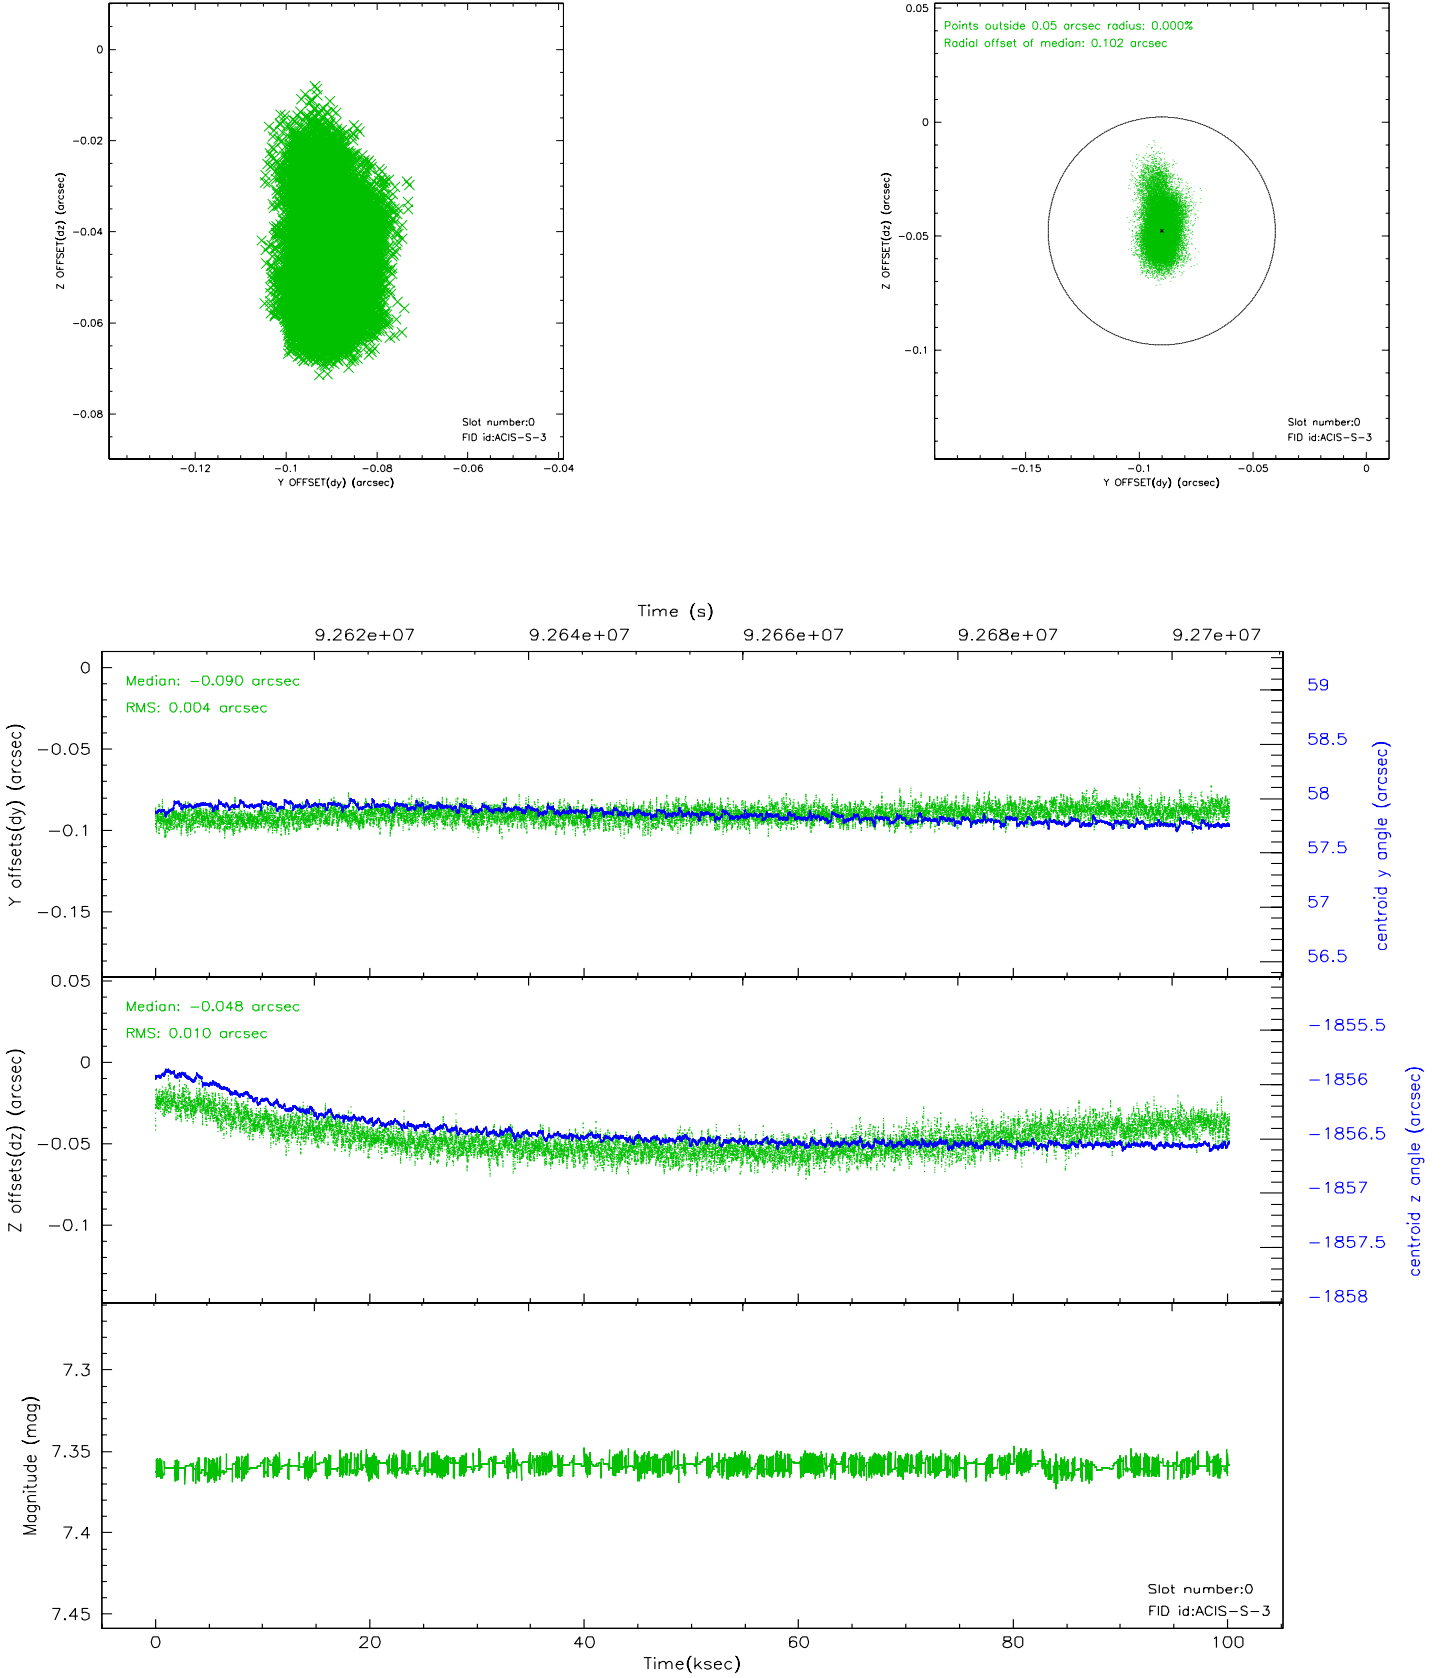 0
−0.02
−0.04
−0.06
−0.08
Z OFFSET(dz) (arcsec)
Slot number:0
FID id:ACIS−S−3
−0.12
−0.1
−0.08
−0.06
−0.04
Y OFFSET(dy) (arcsec)
Points outside 0.05 arcsec radius: 0.000%
Radial offset of median: 0.102 arcsec
0.05
0
−0.05
−0.1
Z OFFSET(dz) (arcsec)
Slot number:0
FID id:ACIS−S−3
−0.15
−0.1
−0.05
0
Y OFFSET(dy) (arcsec)
Time (s)
9.262e+07
9.264e+07
9.266e+07
9.268e+07
9.27e+07
Median: −0.090 arcsec
RMS: 0.004 arcsec
0
−0.05
−0.1
−0.15
Y offsets(dy) (arcsec)
59
58.5
58
57.5
57
56.5
centroid y angle (arcsec)
Median: −0.048 arcsec
RMS: 0.010 arcsec
0.05
0
−0.05
−0.1
Z offsets(dz) (arcsec)
−1855.5
−1856
−1856.5
−1857
−1857.5
−1858
centroid z angle (arcsec)
7.3
7.35
7.4
7.45
Magnitude (mag)
Slot number:0
FID id:ACIS−S−3
0
20
40
60
80
100
Time(ksec)